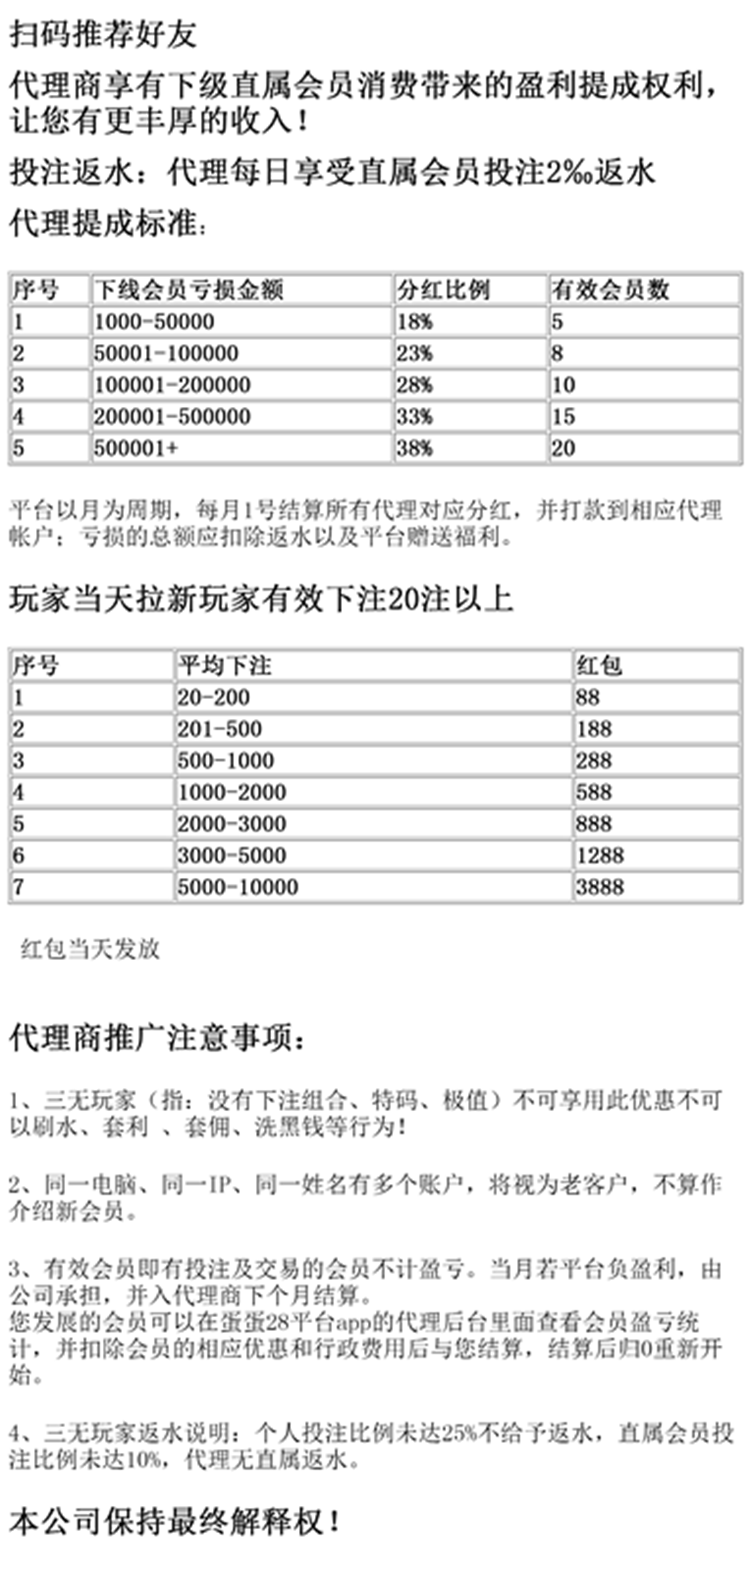 扫码推荐好友
代理商享有下级直属会员消费带来的盈利提成权利，
让您有更丰厚的收入！
投注返水：代理每日享受直属会员投注2‰返水
代理提成标准：
序号 下线会员亏损金额 分红比例 有效会员数
1 1000-50000 18% 5
2 50001-100000 23% 8
3 100001-200000 28% 10
4 200001-500000 33% 15
5 500001+ 38% 20
平台以月为周期，每月1号结算所有代理对应分红，并打款到相应代理
帐户；亏损的总额应扣除返水以及平台赠送福利。
玩家当天拉新玩家有效下注20注以上
序号 平均下注 红包
1 20-200 88
2 201-500 188
3 500-1000 288
4 1000-2000 588
5 2000-3000 888
6 3000-5000 1288
7 5000-10000 3888
红包当天发放
代理商推广注意事项：
1、三无玩家（指：没有下注组合、特码、极值）不可享用此优惠不可
以刷水、套利 、套佣、洗黑钱等行为！
2、同一电脑、同一IP、同一姓名有多个账户，将视为老客户，不算作
介绍新会员。
3、有效会员即有投注及交易的会员不计盈亏。当月若平台负盈利，由
公司承担，并入代理商下个月结算。
您发展的会员可以在蛋蛋28平台app的代理后台里面查看会员盈亏统
计，并扣除会员的相应优惠和行政费用后与您结算，结算后归0重新开
始。
4、三无玩家返水说明：个人投注比例未达25%不给予返水，直属会员投
注比例未达10%，代理无直属返水。
本公司保持最终解释权！